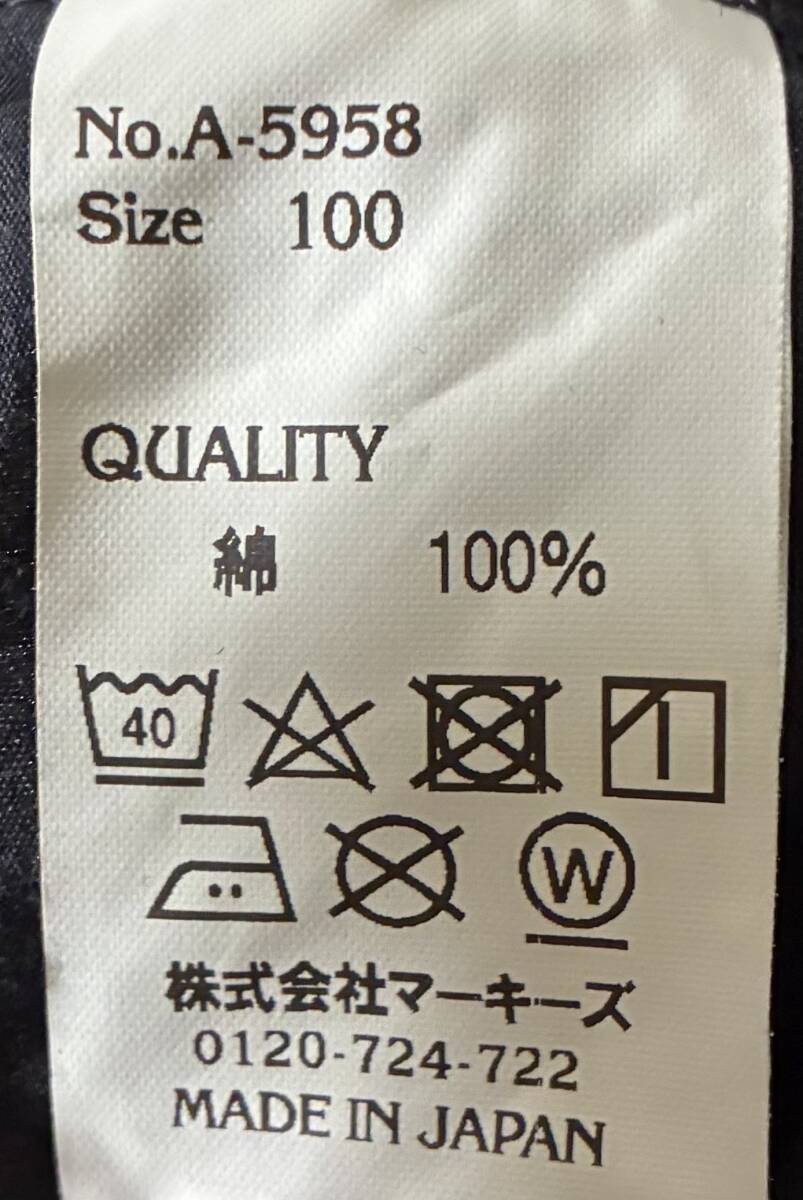 No.A-5958
Size 100
QUALITY
綿 100%
40
W
株式会社マーキーズ
0120-724-722
MADE IN JAPAN